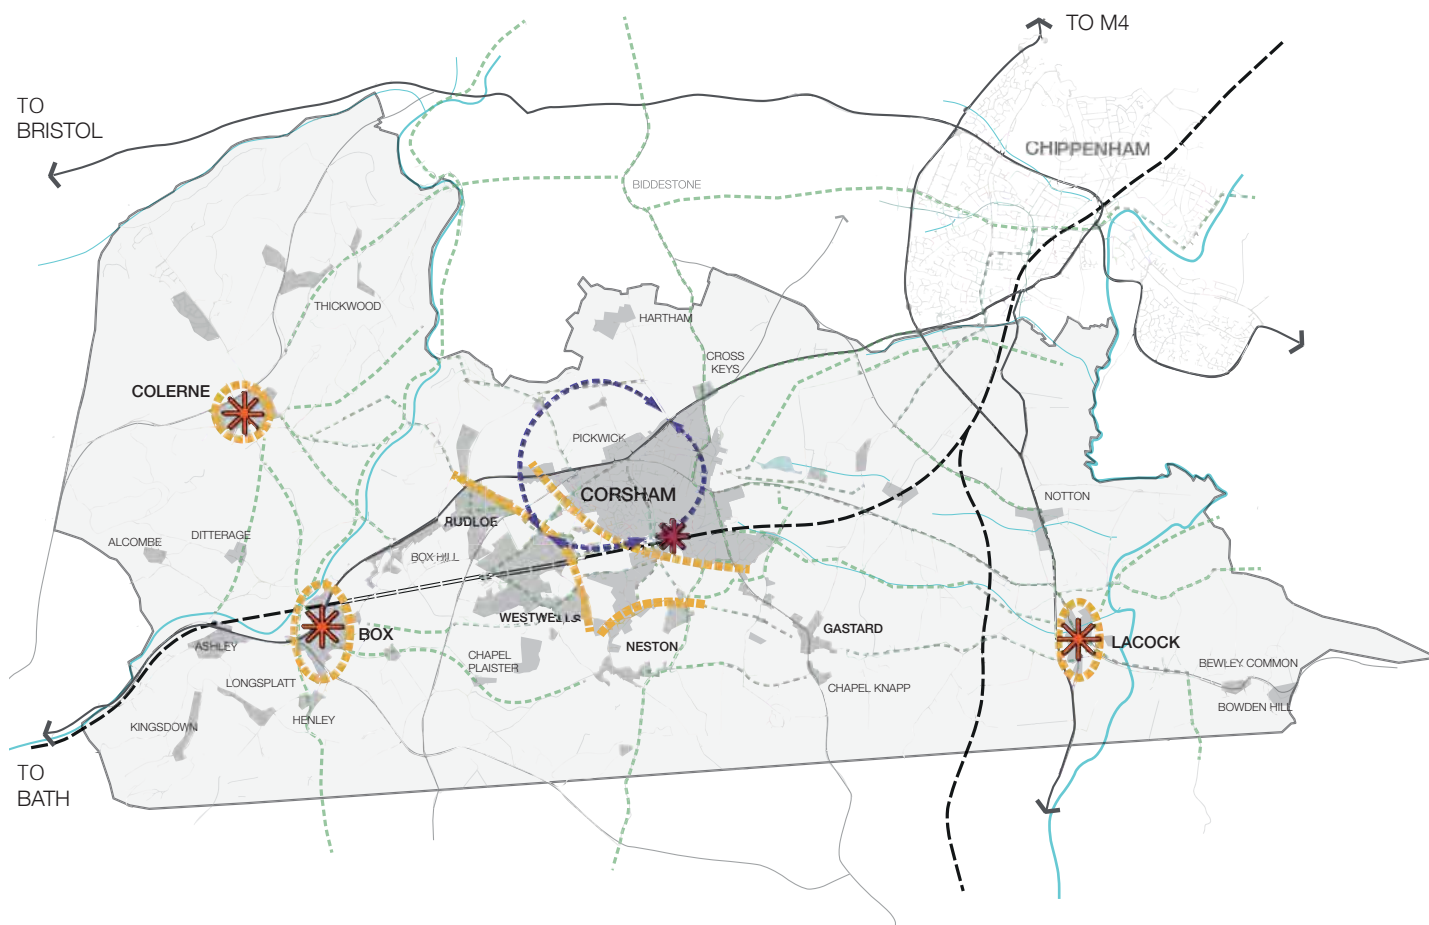 TO M4
TO
BRISTOL
CHIPPENHAM
BIDDESTONE
THICKWOOD
HARTHAM
CROSS
KEYS
COLERNE
PICKWICK
CORSHAM
NOTTON
RUDLOE
ALCOMBE
DITTERAGE
BOX HILL
WESTWELLS
BOX
GASTARD
LACOCK
ASHLEY
NESTON
CHAPEL
PLAISTER
BEWLEY COMMON
LONGSPLATT
CHAPEL KNAPP
BOWDEN HILL
HENLEY
KINGSDOWN
TO
BATH